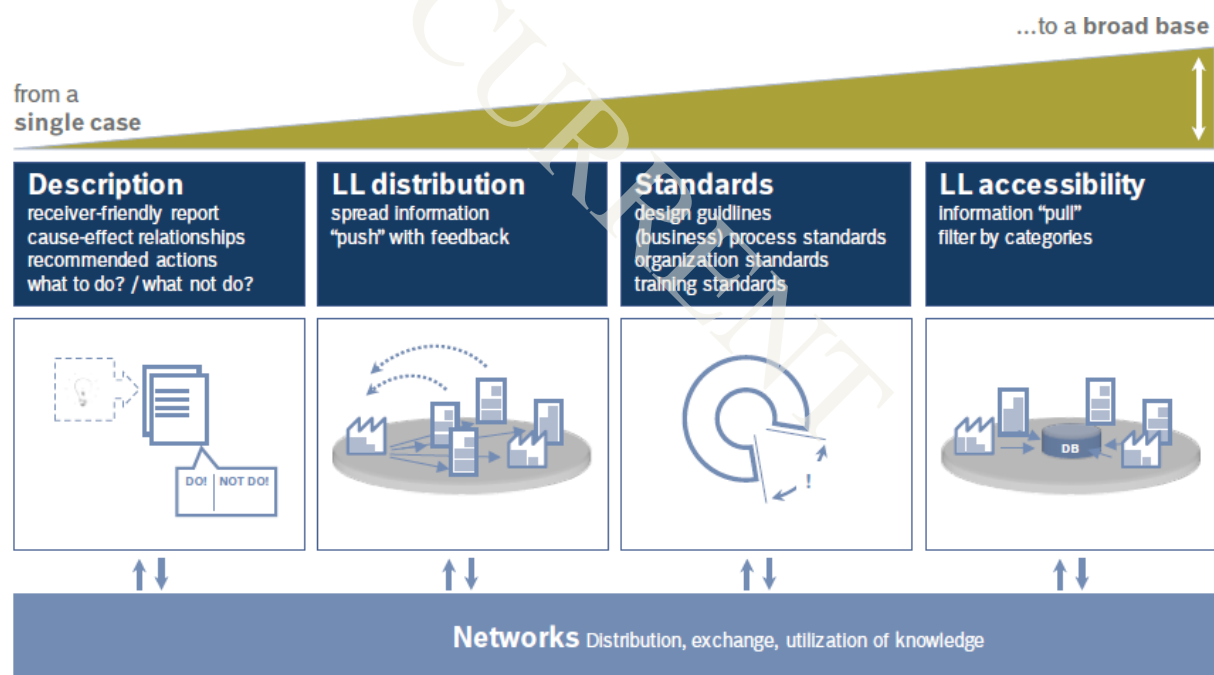 ...to a broad base
from a
single case
Description
receiver-friendly report
cause-effect relationships
recommended actions
what to do? / what not do?
LL distribution
spread information
"push" with feedback
Standards
design guidlines
(business) process standards
organization standards
training standards
LL accessibility
information "pull"
filter by categories
DO! NOT DO!
!
DB
Networks Distribution, exchange, utilization of knowledge
CURRENT